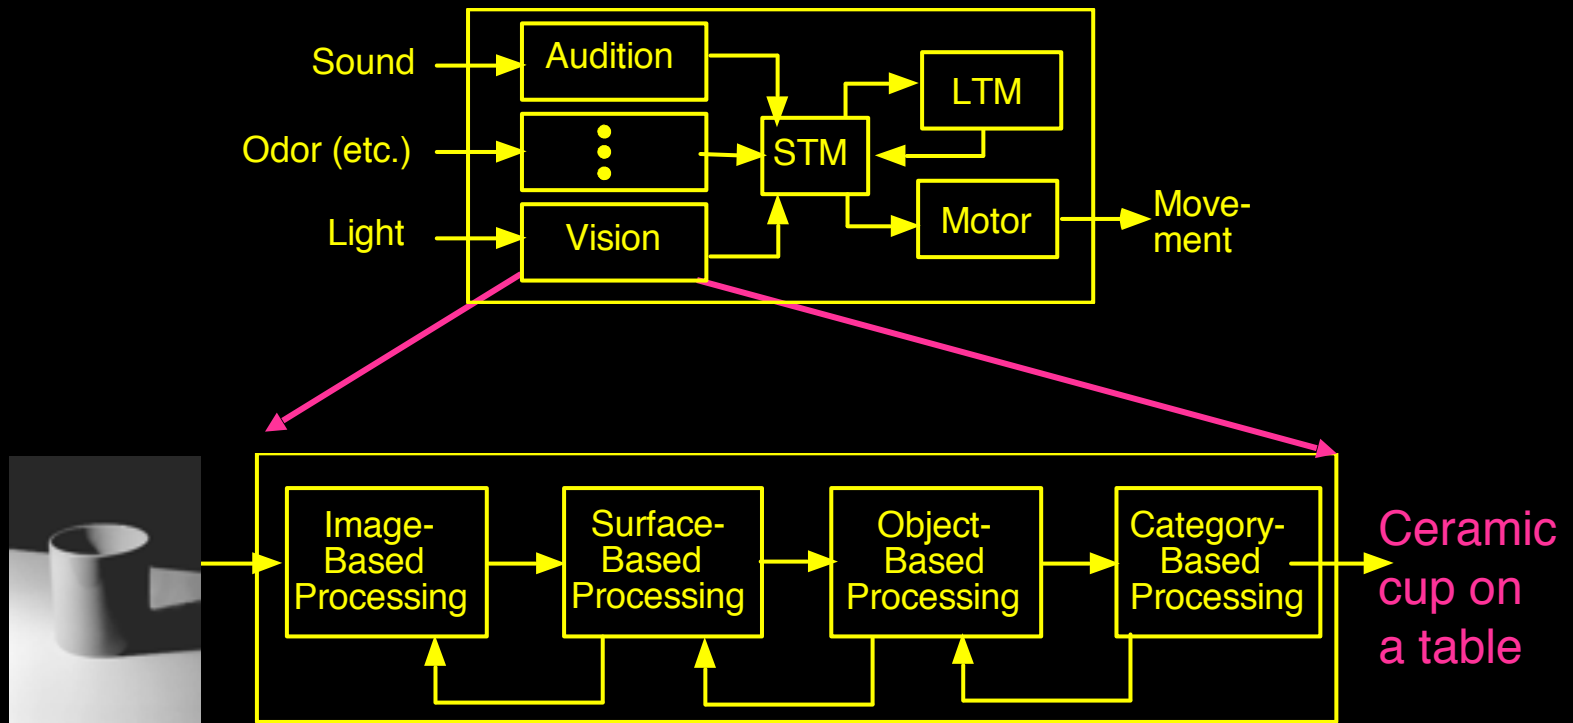 Sound
Audition
LTM
Odor (etc.)
STM
Light
Vision
Motor
Move-
ment
Image-
Based
Processing
Surface-
Based
Processing
Object-
Based
Processing
Category-
Based
Processing
Ceramic
cup on
a table